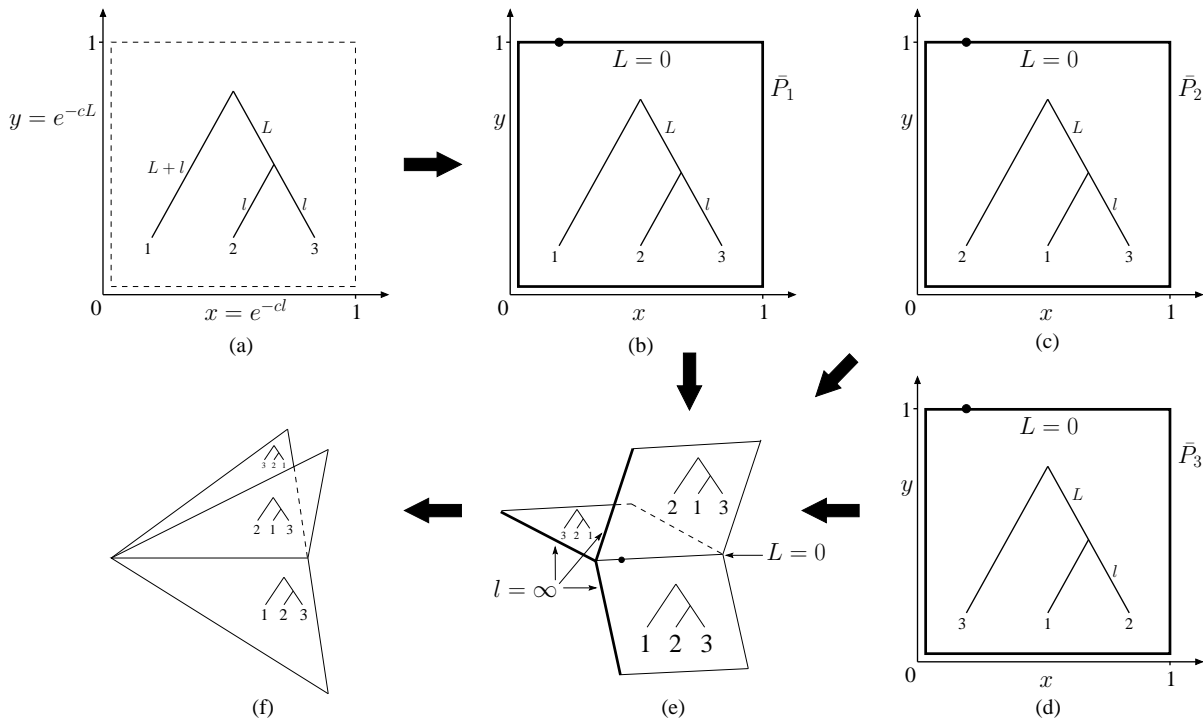 1
y = e^{-cL}
L
L + l
l
l
1 2 3
0
x = e^{-cl}
1
(a)
1
L = 0
P̄_1
y
L
l
1 2 3
0
x
1
(b)
1
L = 0
P̄_2
y
L
l
2 1 3
0
x
1
(c)
1
L = 0
P̄_3
y
L
l
3 1 2
0
x
1
(d)
2 1 3
3 2 1
L = 0
l = ∞
1 2 3
(e)
3 2 1
2 1 3
1 2 3
(f)